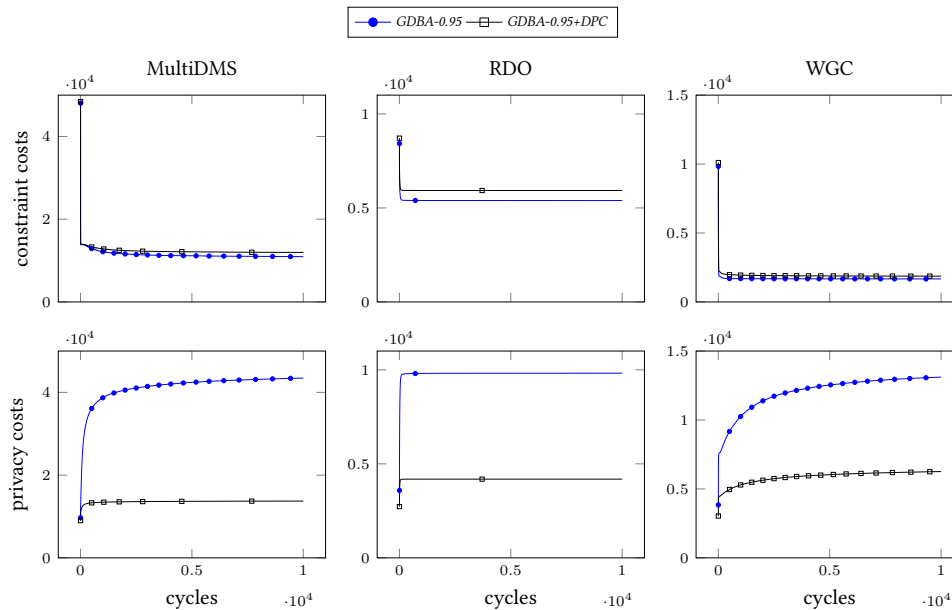 GDBA-0.95 GDBA-0.95+DPC
MultiDMS RDO WGC
·10^4 ·10^4 ·10^4
constraint costs
4
2
0
1
0.5
0
1.5
1
0.5
0
·10^4 ·10^4 ·10^4
privacy costs
4
2
0
1
0.5
0
1.5
1
0.5
0
0 1 0 0.5 1 0 0.5 1
cycles ·10^4 cycles ·10^4 cycles ·10^4